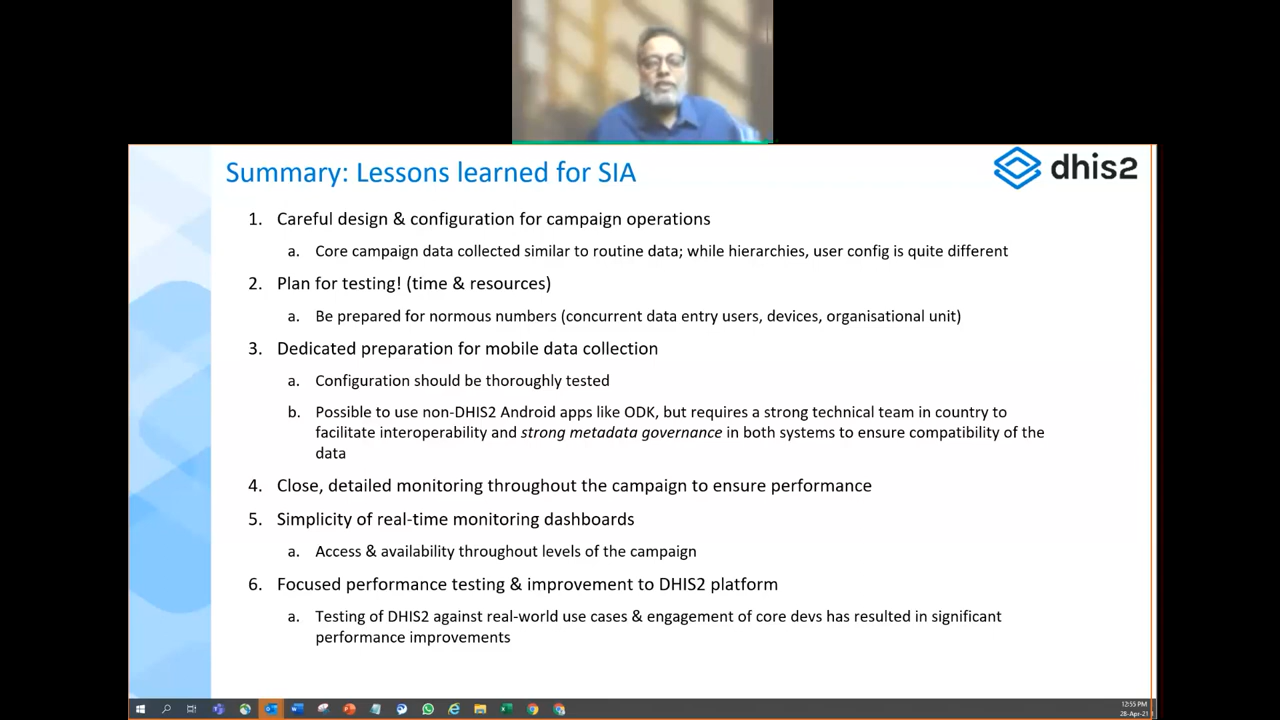 Summary: Lessons learned for SIA
dhis2
1. Careful design & configuration for campaign operations
a. Core campaign data collected similar to routine data; while hierarchies, user config is quite different
2. Plan for testing! (time & resources)
a. Be prepared for normous numbers (concurrent data entry users, devices, organisational unit)
3. Dedicated preparation for mobile data collection
a. Configuration should be thoroughly tested
b. Possible to use non-DHIS2 Android apps like ODK, but requires a strong technical team in country to
facilitate interoperability and strong metadata governance in both systems to ensure compatibility of the
data
4. Close, detailed monitoring throughout the campaign to ensure performance
5. Simplicity of real-time monitoring dashboards
a. Access & availability throughout levels of the campaign
6. Focused performance testing & improvement to DHIS2 platform
a. Testing of DHIS2 against real-world use cases & engagement of core devs has resulted in significant
performance improvements
12:55 PM
28-Apr-21